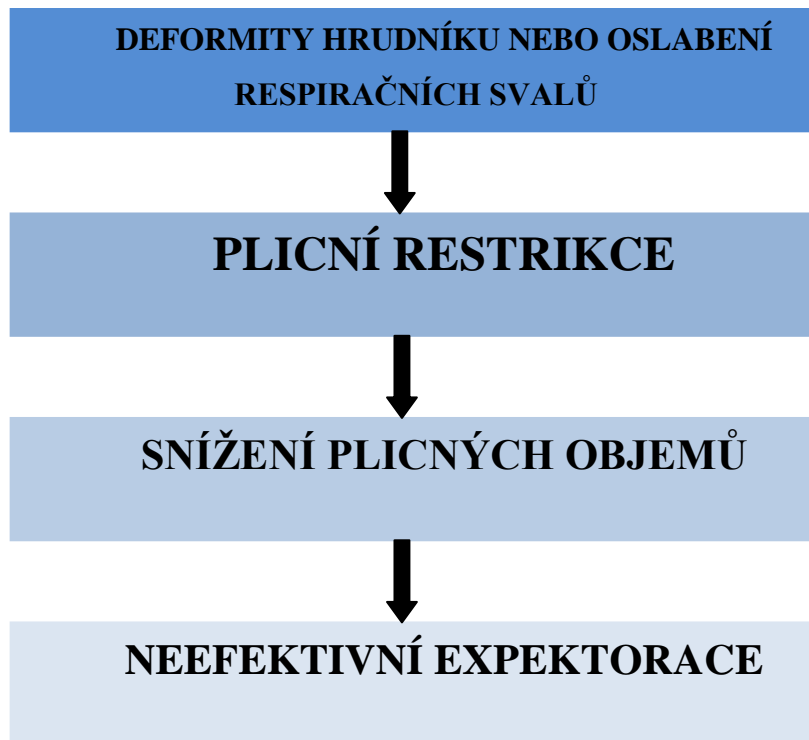 DEFORMITY HRUDNÍKU NEBO OSLABENÍ
RESPIRAČNÍCH SVALŮ
PLICNÍ RESTRIKCE
SNÍŽENÍ PLICNÝCH OBJEMŮ
NEEFEKTIVNÍ EXPEKTORACE